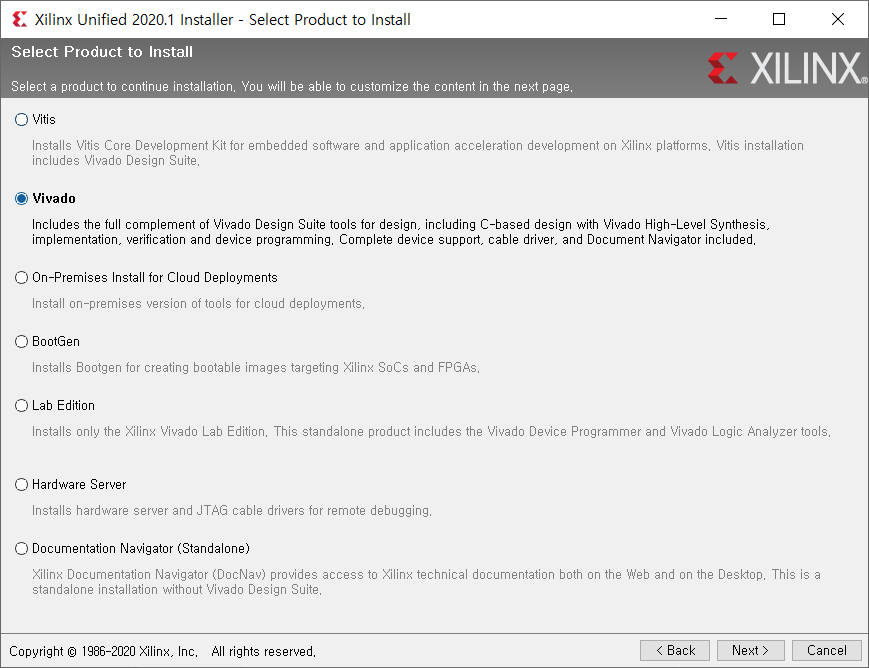 Xilinx Unified 2020.1 Installer - Select Product to Install
Select Product to Install
Select a product to continue installation. You will be able to customize the content in the next page.
XILINX®
Vitis
Installs Vitis Core Development Kit for embedded software and application acceleration development on Xilinx platforms. Vitis installation
includes Vivado Design Suite.
Vivado
Includes the full complement of Vivado Design Suite tools for design, including C-based design with Vivado High-Level Synthesis,
implementation, verification and device programming. Complete device support, cable driver, and Document Navigator included.
On-Premises Install for Cloud Deployments
Install on-premises version of tools for cloud deployments.
BootGen
Installs Bootgen for creating bootable images targeting Xilinx SoCs and FPGAs.
Lab Edition
Installs only the Xilinx Vivado Lab Edition. This standalone product includes the Vivado Device Programmer and Vivado Logic Analyzer tools.
Hardware Server
Installs hardware server and JTAG cable drivers for remote debugging.
Documentation Navigator (Standalone)
Xilinx Documentation Navigator (DocNav) provides access to Xilinx technical documentation both on the Web and on the Desktop. This is a
standalone installation without Vivado Design Suite.
Copyright © 1986-2020 Xilinx, Inc. All rights reserved.
< Back
Next >
Cancel